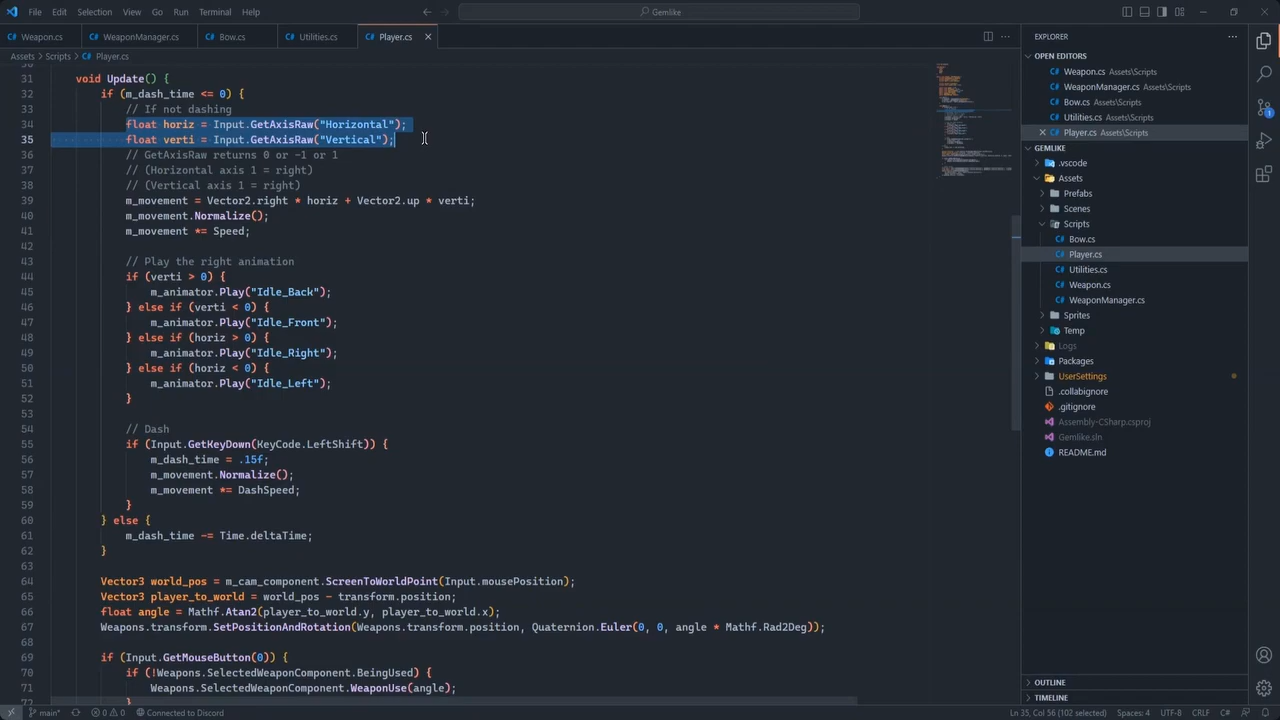 File Edit Selection View Go Run Terminal Help
Gemlike
Weapon.cs WeaponManager.cs Bow.cs Utilities.cs Player.cs
Assets > Scripts > Player.cs
31 void Update() {
32 if (m_dash_time <= 0) {
33 // If not dashing
34 float horiz = Input.GetAxisRaw("Horizontal");
35 float verti = Input.GetAxisRaw("Vertical");
36 // GetAxisRaw returns 0 or -1 or 1
37 // (Horizontal axis 1 = right)
38 // (Vertical axis 1 = right)
39 m_movement = Vector2.right * horiz + Vector2.up * verti;
40 m_movement.Normalize();
41 m_movement *= Speed;
42
43 // Play the right animation
44 if (verti > 0) {
45 m_animator.Play("Idle_Back");
46 } else if (verti < 0) {
47 m_animator.Play("Idle_Front");
48 } else if (horiz > 0) {
49 m_animator.Play("Idle_Right");
50 } else if (horiz < 0) {
51 m_animator.Play("Idle_Left");
52 }
53
54 // Dash
55 if (Input.GetKeyDown(KeyCode.LeftShift)) {
56 m_dash_time = .15f;
57 m_movement.Normalize();
58 m_movement *= DashSpeed;
59 }
60 } else {
61 m_dash_time -= Time.deltaTime;
62 }
63
64 Vector3 world_pos = m_cam_component.ScreenToWorldPoint(Input.mousePosition);
65 Vector3 player_to_world = world_pos - transform.position;
66 float angle = Mathf.Atan2(player_to_world.y, player_to_world.x);
67 Weapons.transform.SetPositionAndRotation(Weapons.transform.position, Quaternion.Euler(0, 0, angle * Mathf.Rad2Deg));
68
69 if (Input.GetMouseButton(0)) {
70 if (!Weapons.SelectedWeaponComponent.BeingUsed) {
71 Weapons.SelectedWeaponComponent.WeaponUse(angle);
72 }
EXPLORER
OPEN EDITORS
Weapon.cs Assets\Scripts
WeaponManager.cs Assets\Scripts
Bow.cs Assets\Scripts
Utilities.cs Assets\Scripts
Player.cs Assets\Scripts
GEMLIKE
.vscode
Assets
Prefabs
Scenes
Scripts
Bow.cs
Player.cs
Utilities.cs
Weapon.cs
WeaponManager.cs
Sprites
Temp
Logs
Packages
UserSettings
.collabignore
.gitignore
Assembly-CSharp.csproj
Gemlike.sln
README.md
OUTLINE
TIMELINE
main* 0 0 Connected to Discord Ln 35, Col 56 (102 selected) Spaces: 4 UTF-8 CRLF C#